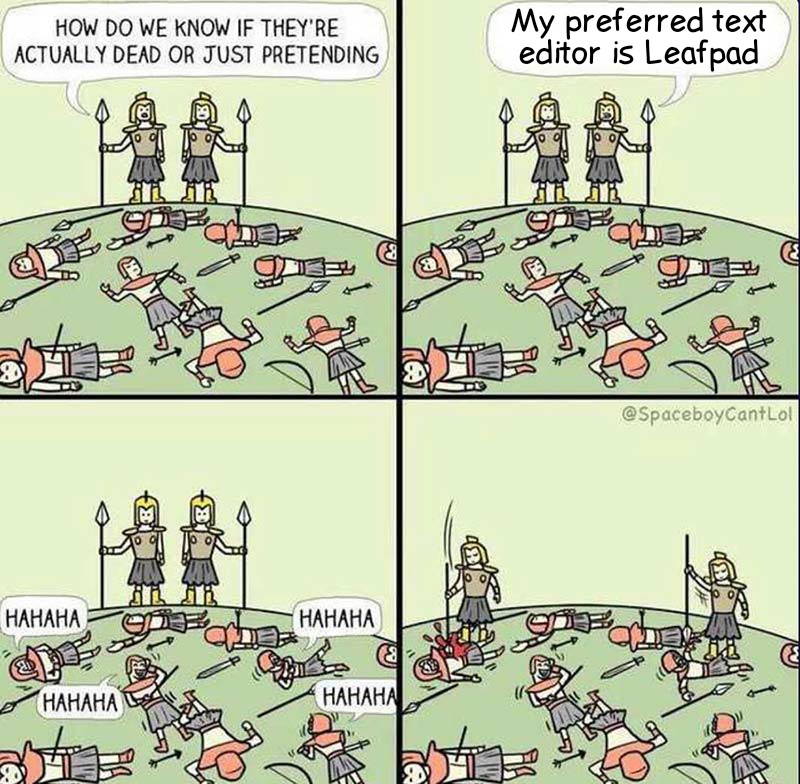 HOW DO WE KNOW IF THEY'RE
ACTUALLY DEAD OR JUST PRETENDING
My preferred text
editor is Leafpad
HAHAHA
HAHAHA
HAHAHA
HAHAHA
@SpaceboyCantLol